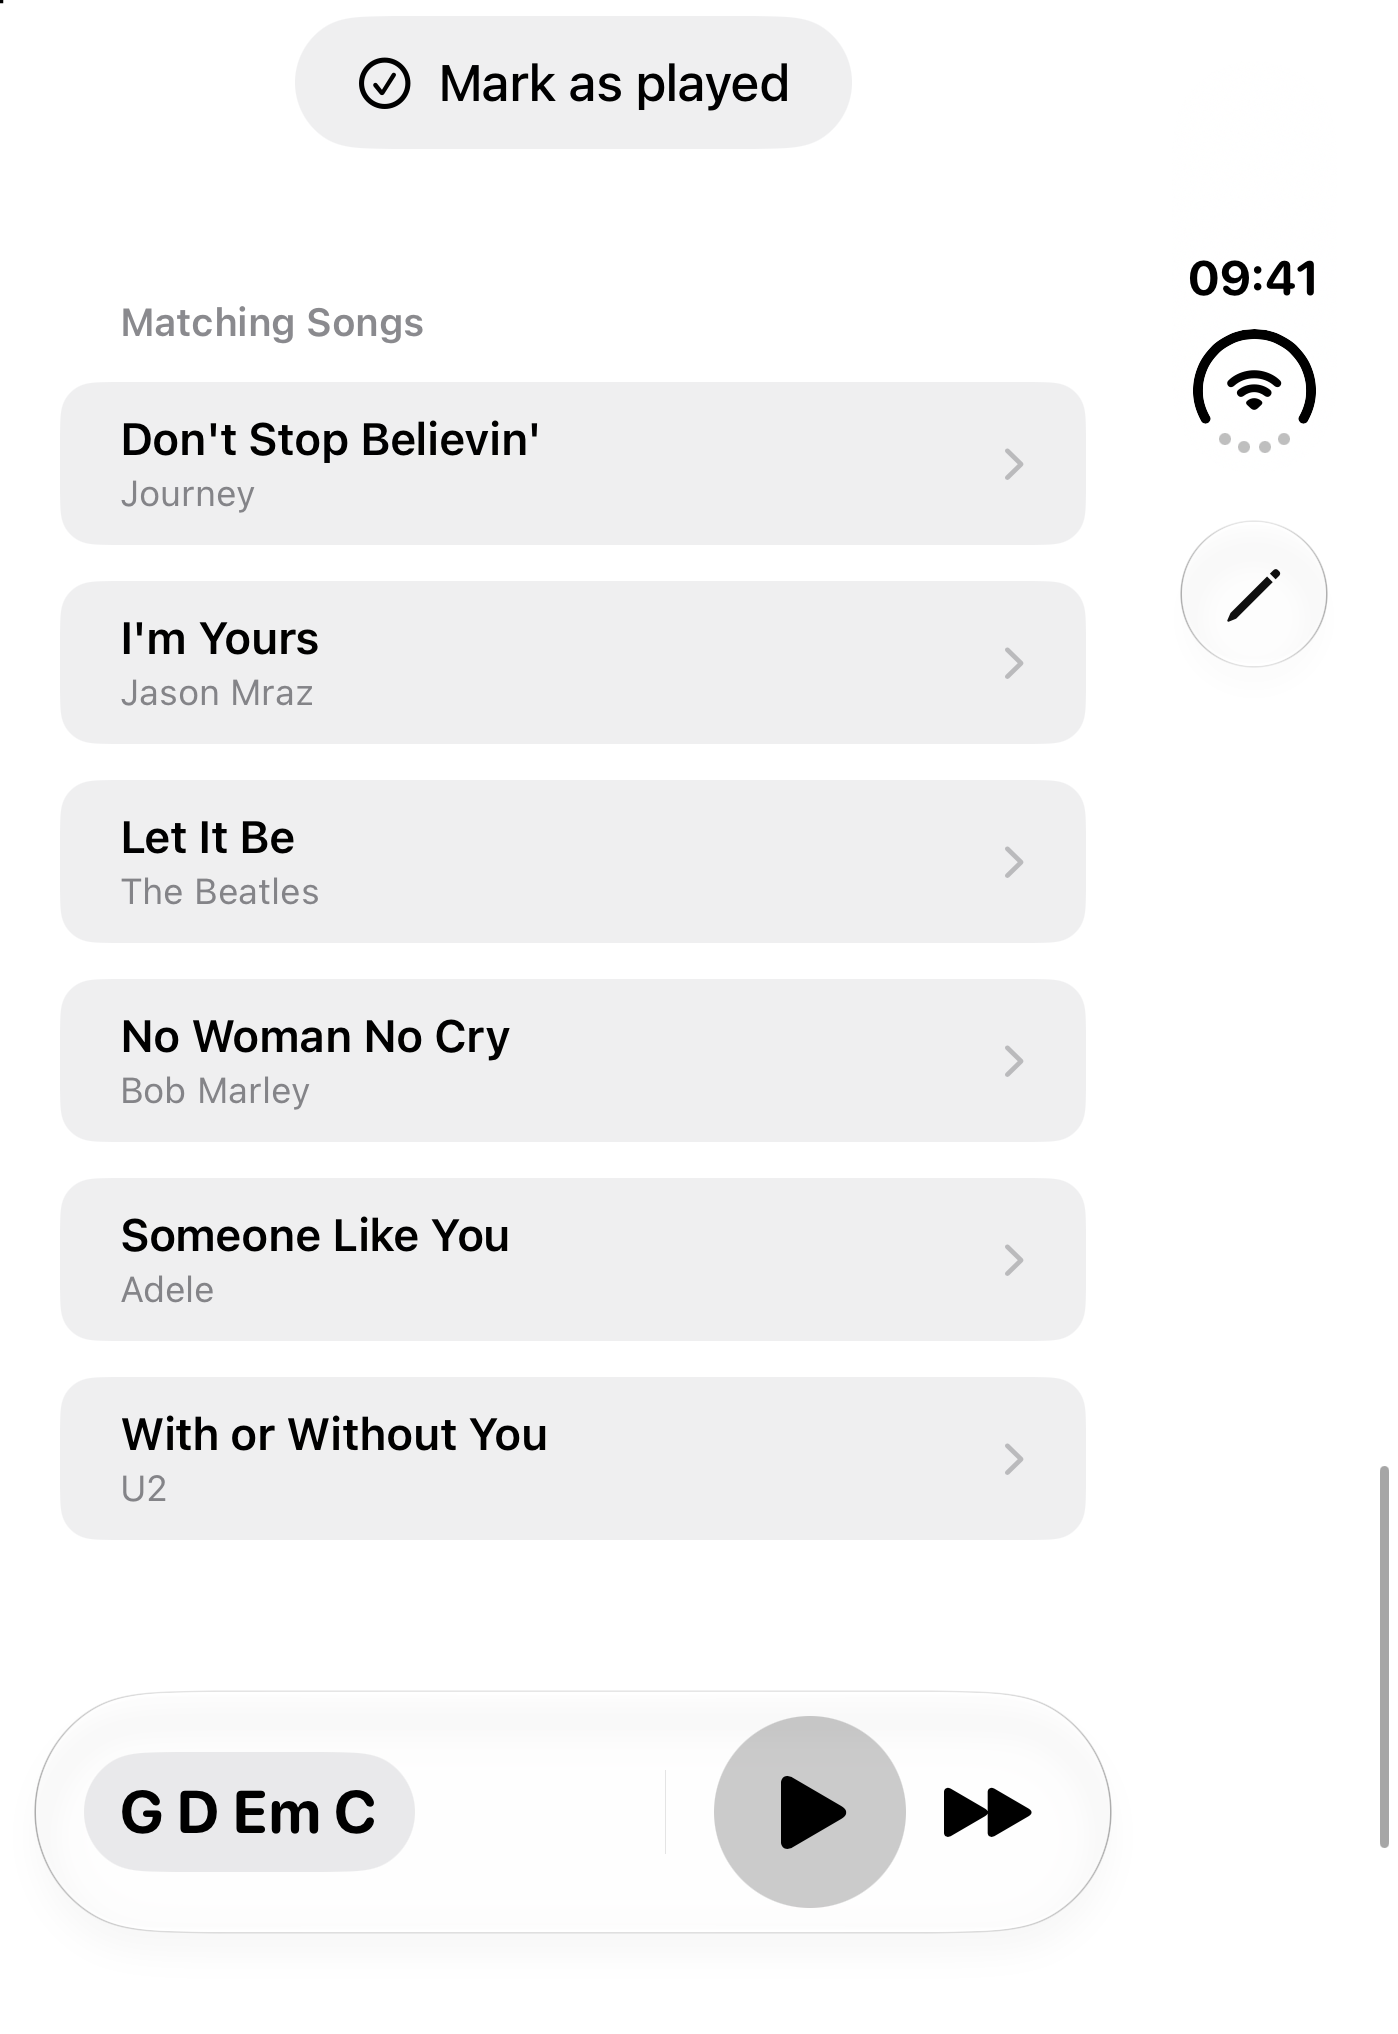 Mark as played
09:41
Matching Songs
Don't Stop Believin'
Journey
I'm Yours
Jason Mraz
Let It Be
The Beatles
No Woman No Cry
Bob Marley
Someone Like You
Adele
With or Without You
U2
G D Em C